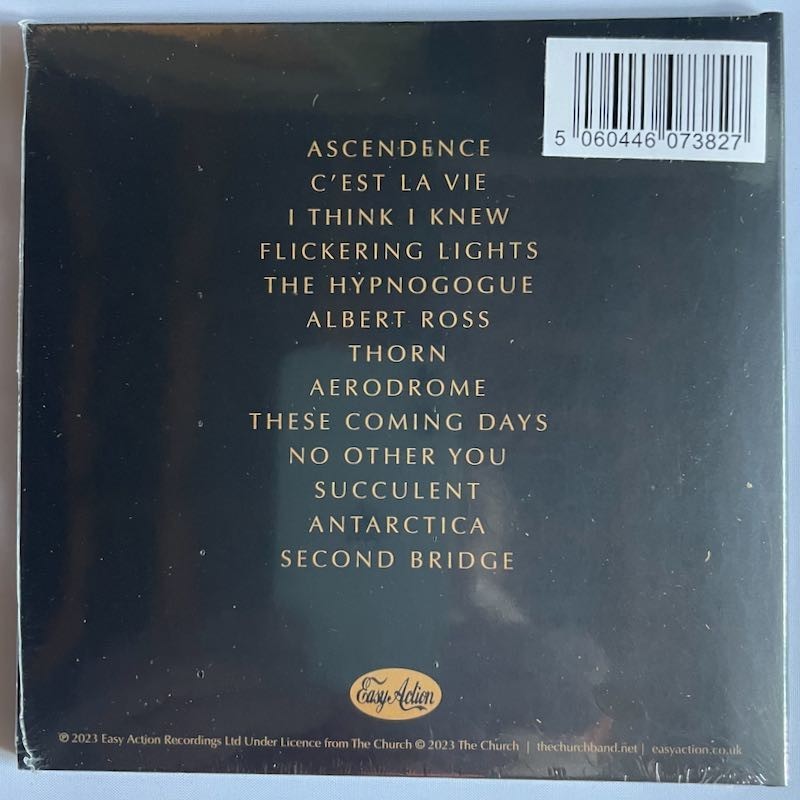 5 060446 073827
ASCENDENCE
C'EST LA VIE
I THINK I KNEW
FLICKERING LIGHTS
THE HYPNOGOGUE
ALBERT ROSS
THORN
AERODROME
THESE COMING DAYS
NO OTHER YOU
SUCCULENT
ANTARCTICA
SECOND BRIDGE
Easy Action
℗ 2023 Easy Action Recordings Ltd Under Licence from The Church © 2023 The Church | thechurchband.net | easyaction.co.uk